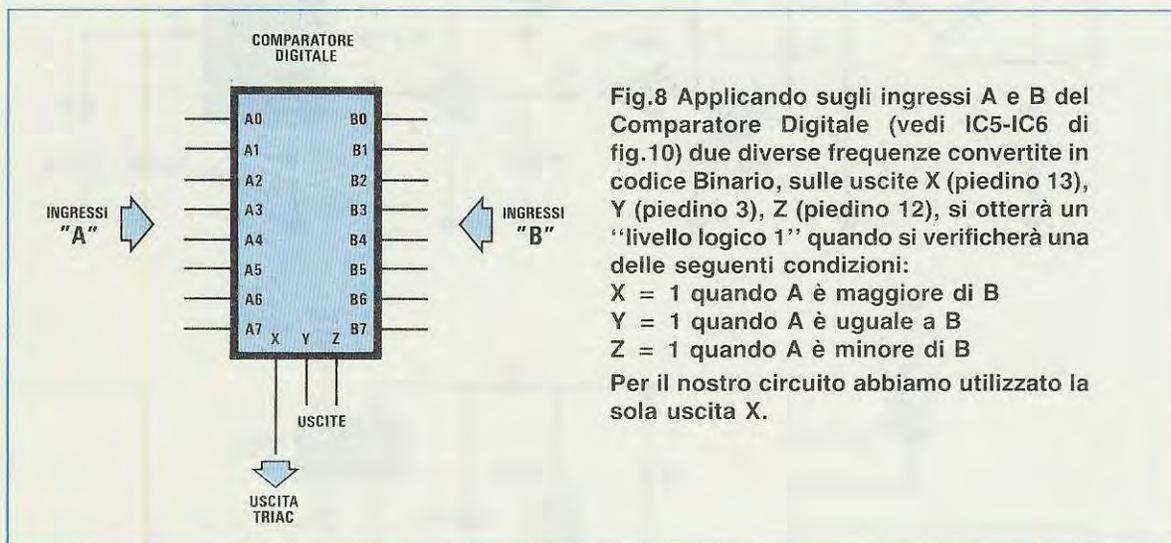 COMPARATORE
DIGITALE
A0 B0
A1 B1
A2 B2
A3 B3
A4 B4
A5 B5
A6 B6
A7 B7
X Y Z
INGRESSI
"A"
INGRESSI
"B"
USCITE
USCITA
TRIAC
Fig.8 Applicando sugli ingressi A e B del
Comparatore Digitale (vedi IC5-IC6 di
fig.10) due diverse frequenze convertite in
codice Binario, sulle uscite X (piedino 13),
Y (piedino 3), Z (piedino 12), si otterrà un
“livello logico 1” quando si verificherà una
delle seguenti condizioni:
X = 1 quando A è maggiore di B
Y = 1 quando A è uguale a B
Z = 1 quando A è minore di B
Per il nostro circuito abbiamo utilizzato la
sola uscita X.